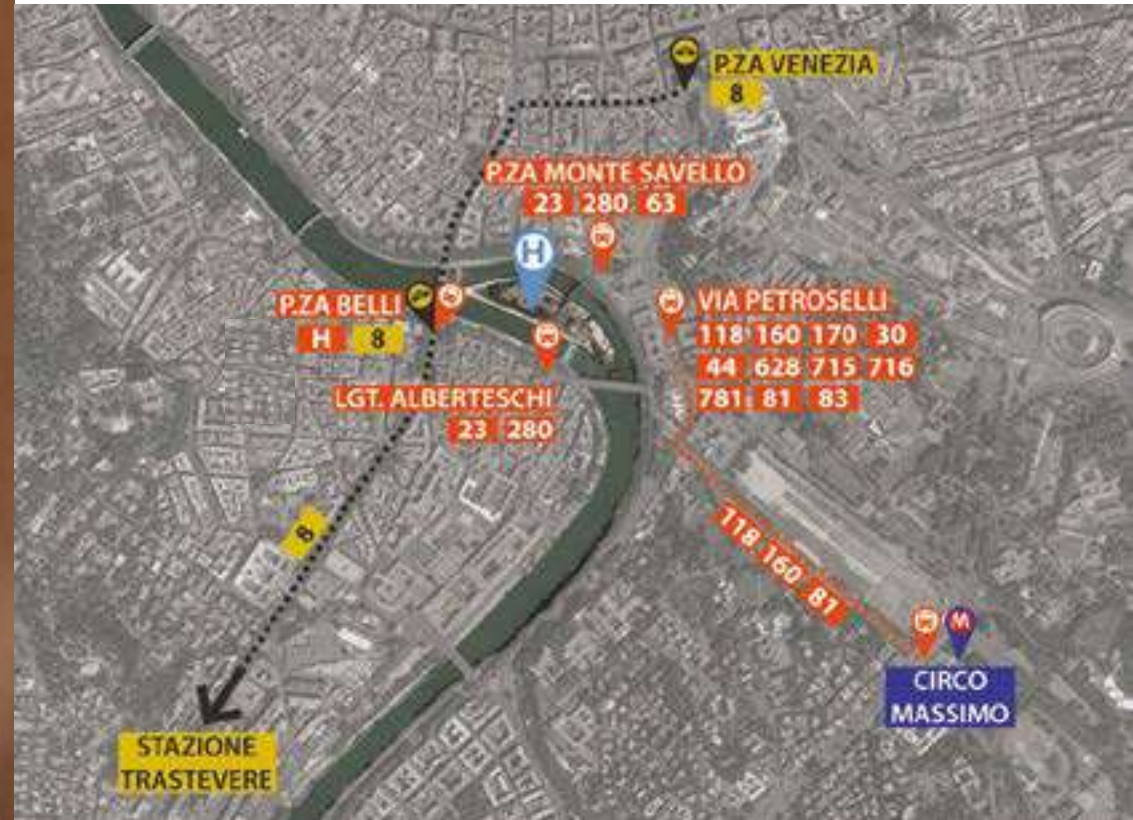 P.ZA VENEZIA
8
P.ZA MONTE SAVELLO
23 280 63
H
P.ZA BELLI
H 8
VIA PETROSELLI
118 160 170 30
44 628 715 716
781 81 83
LGT. ALBERTESCHI
23 280
8
118 160 81
M
CIRCO
MASSIMO
STAZIONE
TRASTEVERE